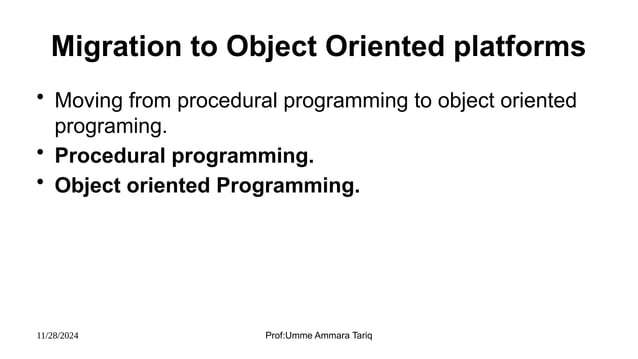 Migration to Object Oriented platforms
• Moving from procedural programming to object oriented
programing.
• Procedural programming.
• Object oriented Programming.
11/28/2024
Prof:Umme Ammara Tariq